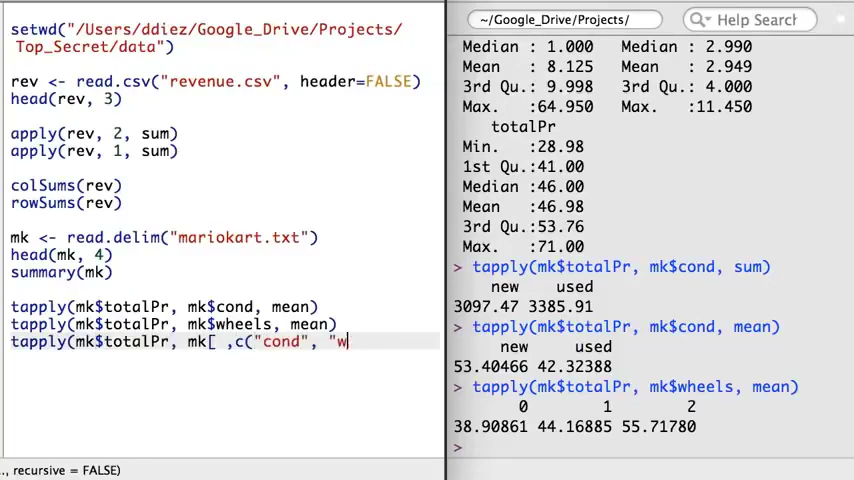 setwd("/Users/ddiez/Google_Drive/Projects/
Top_Secret/data")
rev <- read.csv("revenue.csv", header=FALSE)
head(rev, 3)
apply(rev, 2, sum)
apply(rev, 1, sum)
colSums(rev)
rowSums(rev)
mk <- read.delim("mariokart.txt")
head(mk, 4)
summary(mk)
tapply(mk$totalPr, mk$cond, mean)
tapply(mk$totalPr, mk$wheels, mean)
tapply(mk$totalPr, mk[ ,c("cond", "w
.., recursive = FALSE)
~/Google_Drive/Projects/
Help Search
Median : 1.000 Median : 2.990
Mean : 8.125 Mean : 2.949
3rd Qu.: 9.998 3rd Qu.: 4.000
Max. :64.950 Max. :11.450
totalPr
Min. :28.98
1st Qu.:41.00
Median :46.00
Mean :46.98
3rd Qu.:53.76
Max. :71.00
> tapply(mk$totalPr, mk$cond, sum)
new used
3097.47 3385.91
> tapply(mk$totalPr, mk$cond, mean)
new used
53.40466 42.32388
> tapply(mk$totalPr, mk$wheels, mean)
0 1 2
38.90861 44.16885 55.71780
>